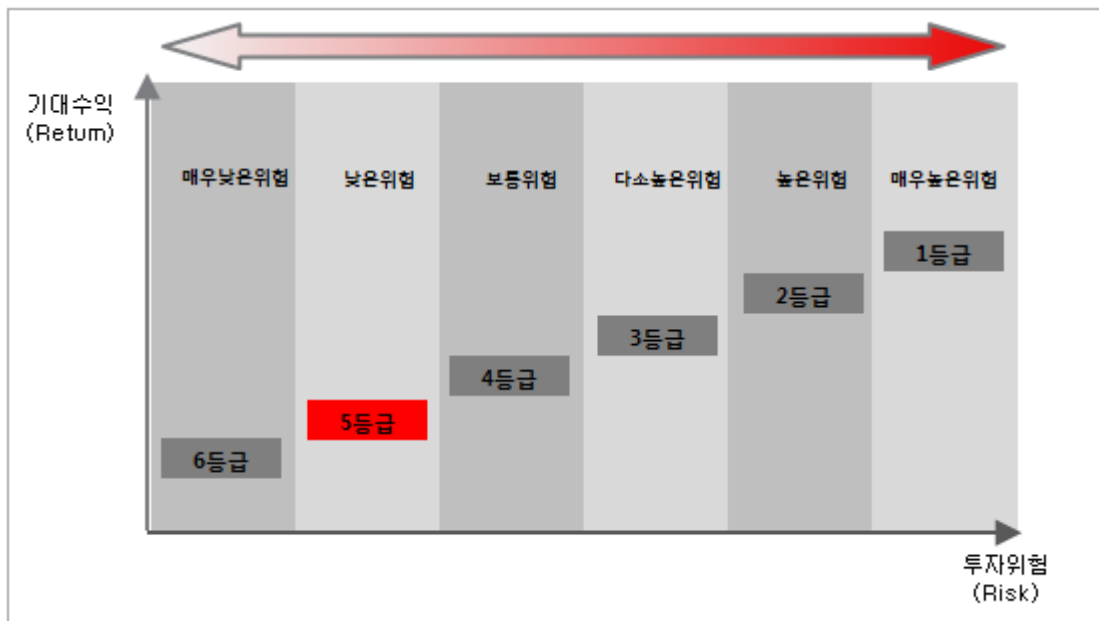 기대수익
(Retum)
매우낮은위험
낮은위험
보통위험
다소높은위험
높은위험
매우높은위험
1등급
2등급
3등급
4등급
5등급
6등급
투자위험
(Risk)